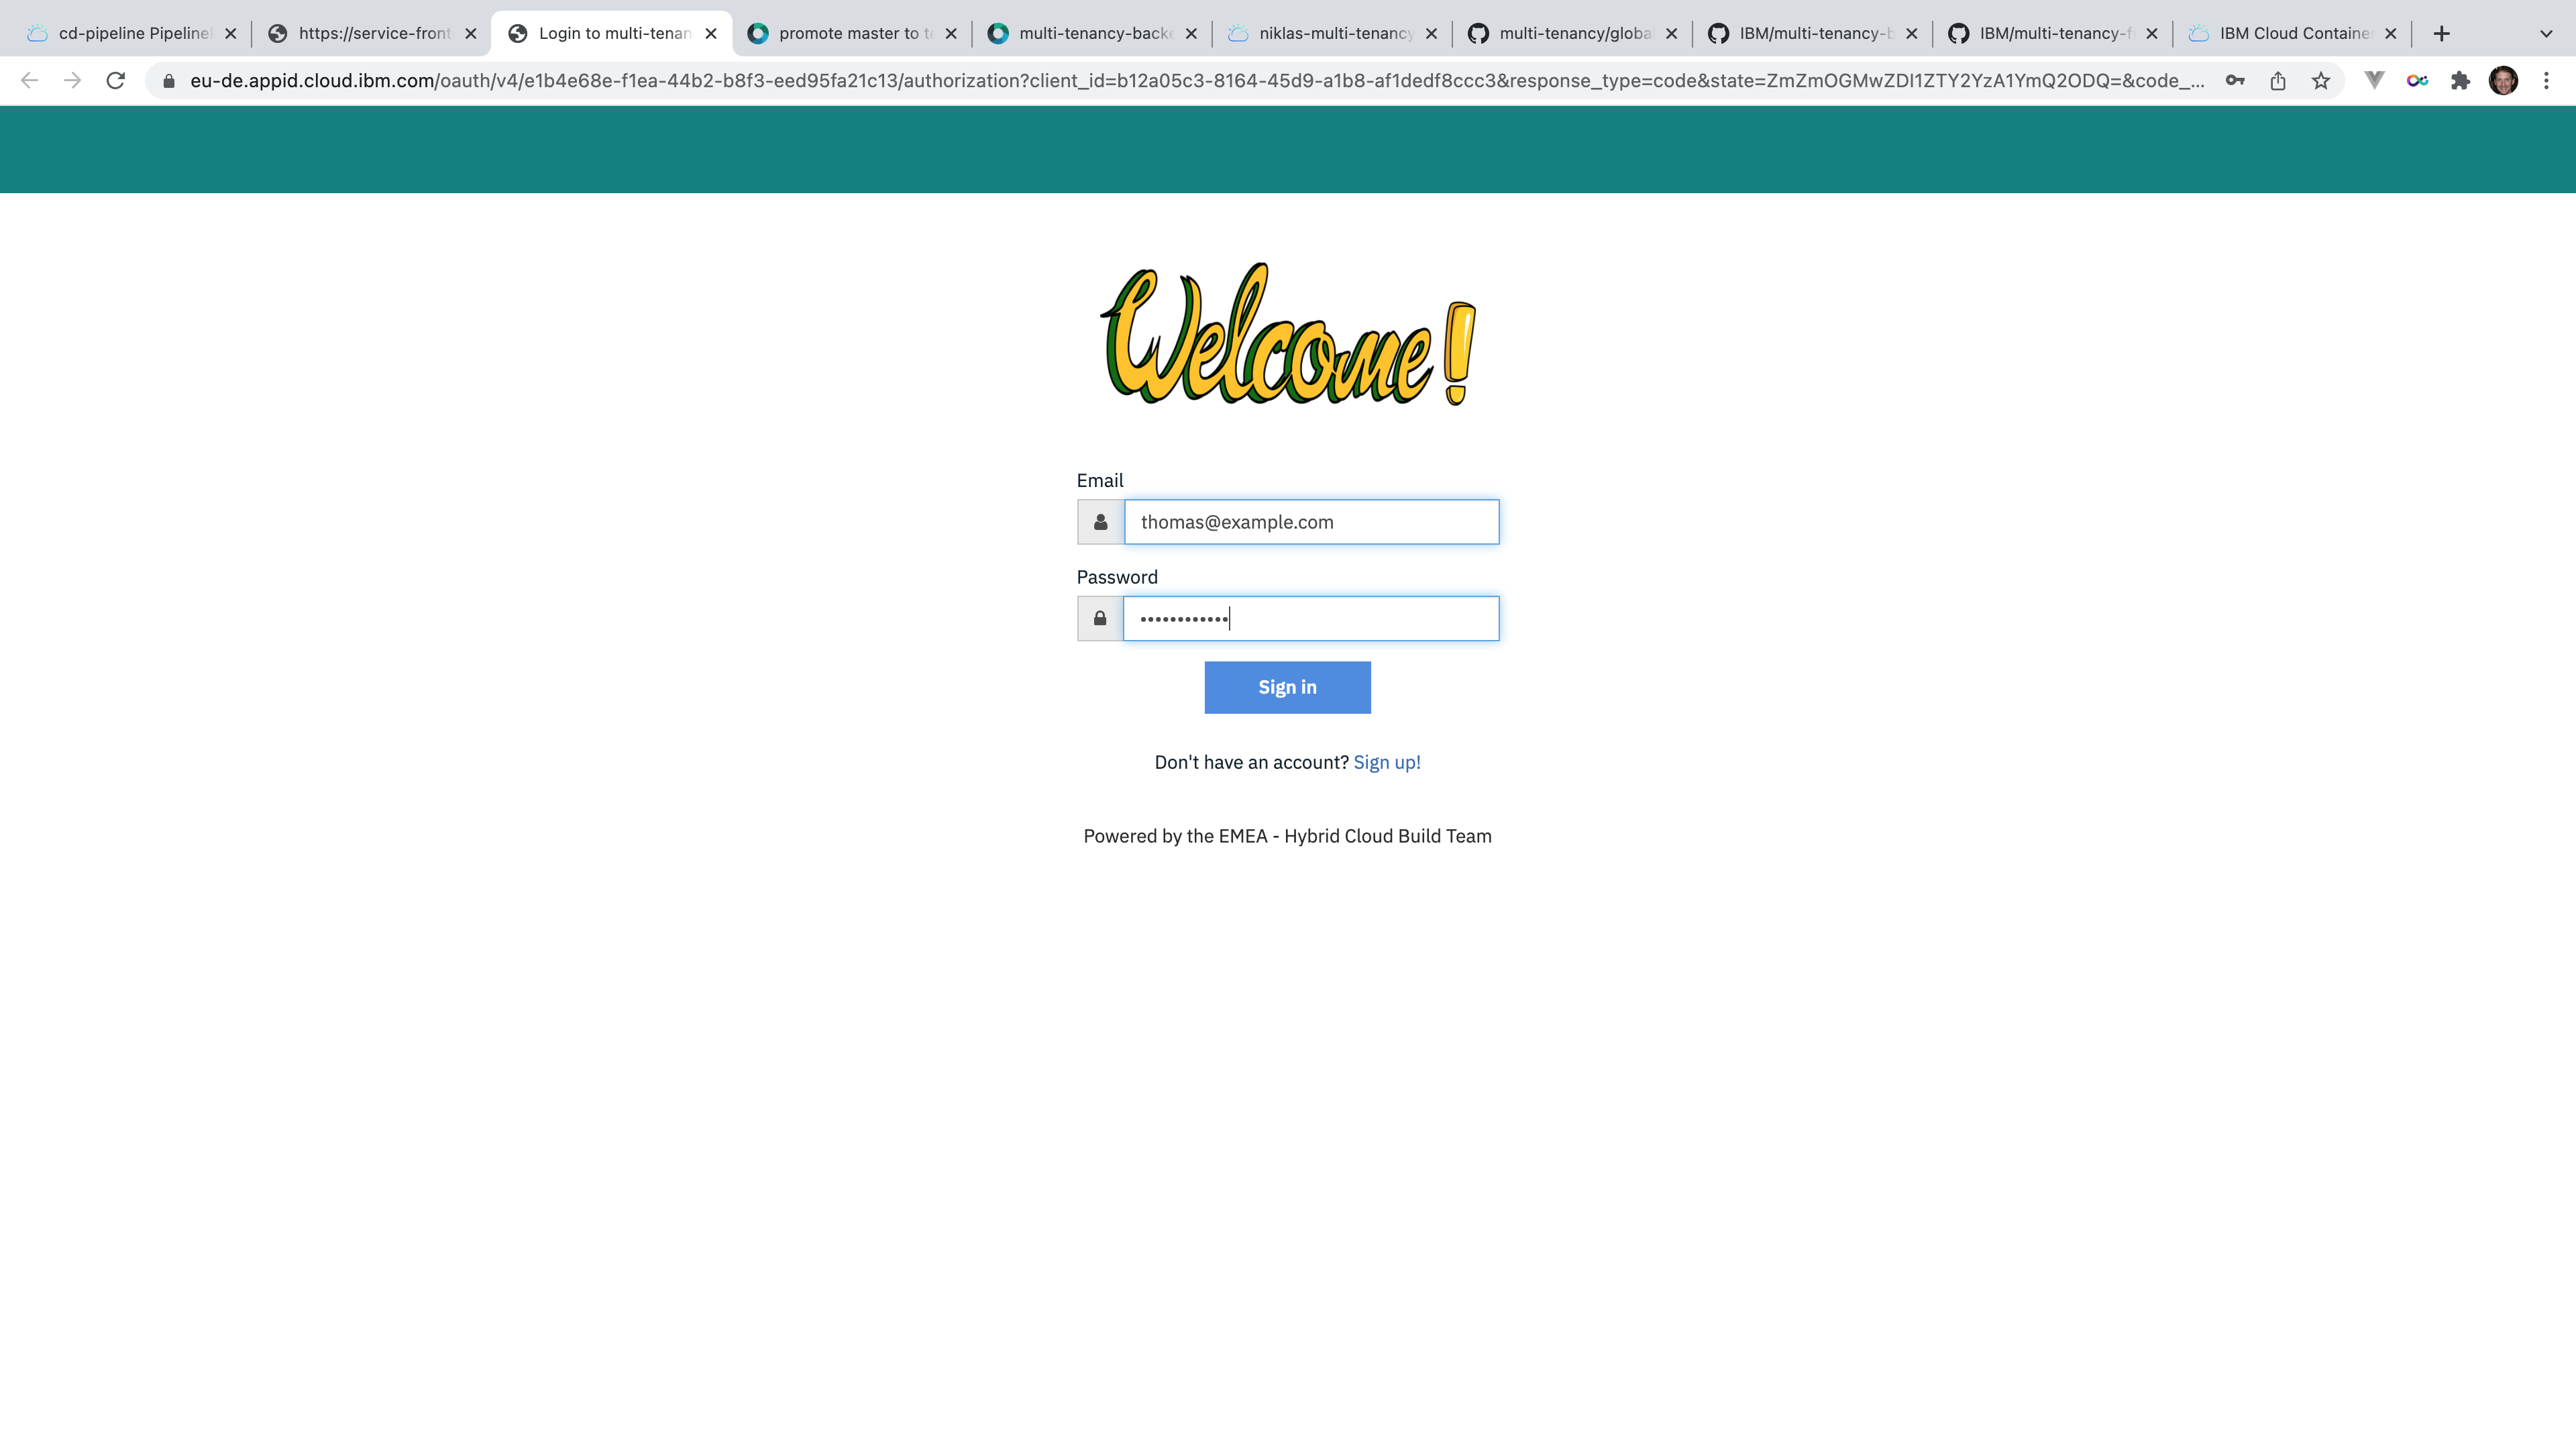 cd-pipeline Pipeline
https://service-front
Login to multi-tenan
promote master to te
multi-tenancy-backe
niklas-multi-tenancy
multi-tenancy/globa
IBM/multi-tenancy-b
IBM/multi-tenancy-f
IBM Cloud Container
eu-de.appid.cloud.ibm.com/oauth/v4/e1b4e68e-f1ea-44b2-b8f3-eed95fa21c13/authorization?client_id=b12a05c3-8164-45d9-a1b8-af1dedf8ccc3&response_type=code&state=ZmZmOGMwZDI1ZTY2YzA1YmQ2ODQ=&code_...
Welcome!
Email
thomas@example.com
Password
••••••••••••
Sign in
Don't have an account? Sign up!
Powered by the EMEA - Hybrid Cloud Build Team